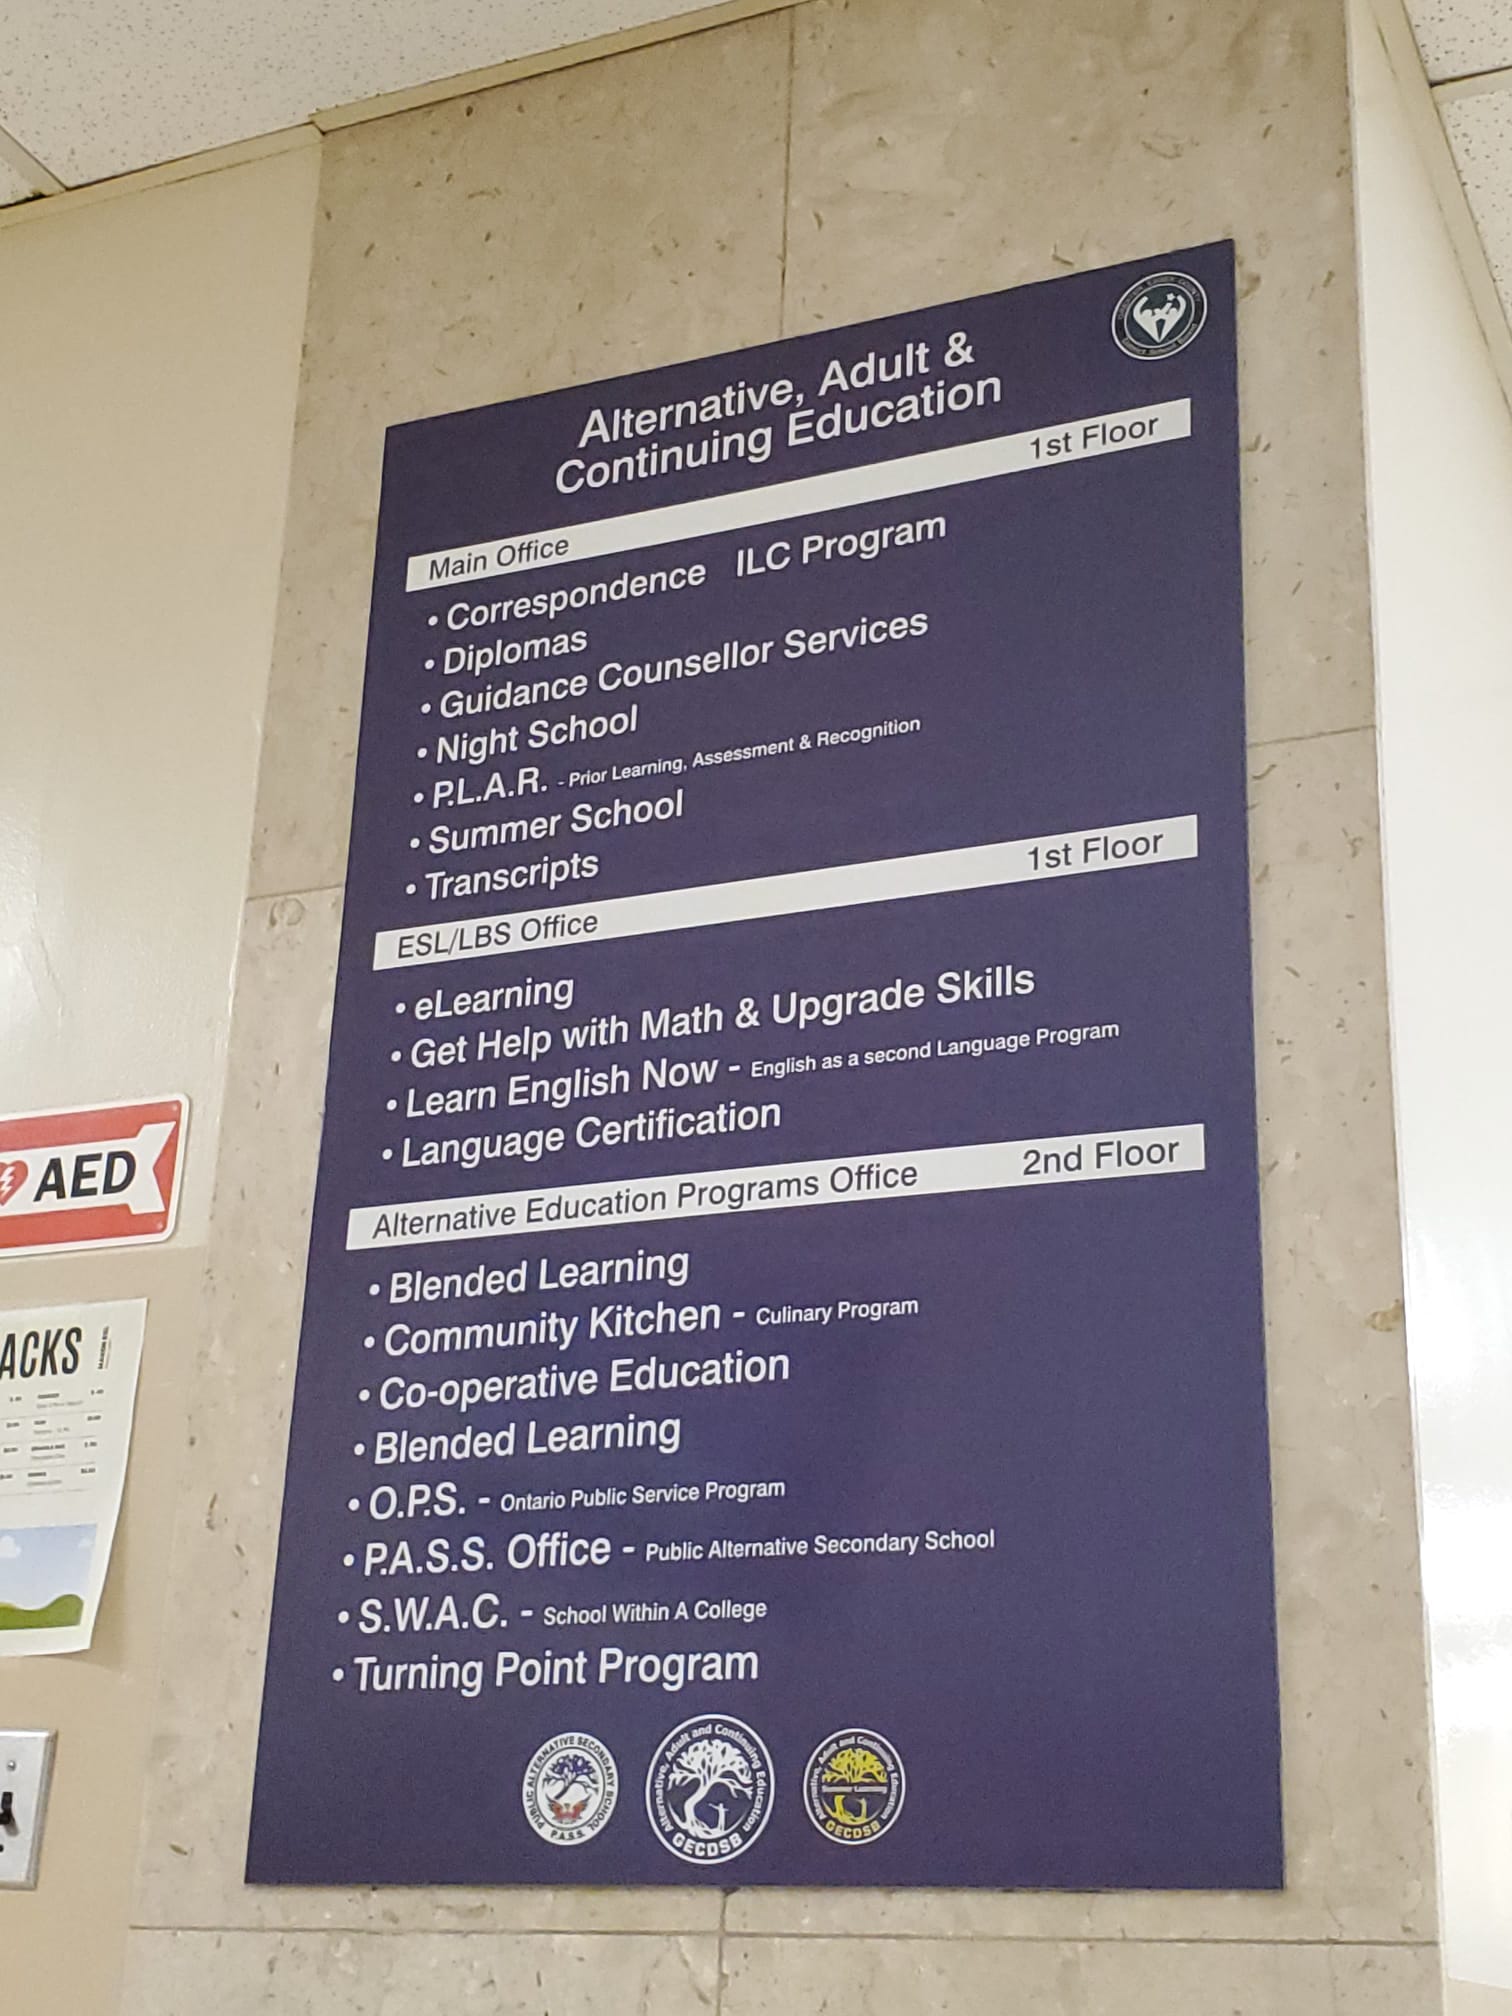 Alternative, Adult &
Continuing Education
Main Office 1st Floor
• Correspondence ILC Program
• Diplomas
• Guidance Counsellor Services
• Night School
• P.L.A.R. - Prior Learning, Assessment & Recognition
• Summer School
• Transcripts
ESL/LBS Office 1st Floor
• eLearning
• Get Help with Math & Upgrade Skills
• Learn English Now - English as a second Language Program
• Language Certification
Alternative Education Programs Office 2nd Floor
• Blended Learning
• Community Kitchen - Culinary Program
• Co-operative Education
• Blended Learning
• O.P.S. - Ontario Public Service Program
• P.A.S.S. Office - Public Alternative Secondary School
• S.W.A.C. - School Within A College
• Turning Point Program
PUBLIC ALTERNATIVE SECONDARY SCHOOL
P.A.S.S.
Alternative, Adult and Continuing Education
GECDSB
Alternative, Adult and Continuing Education
GECDSB
AED
ACKS